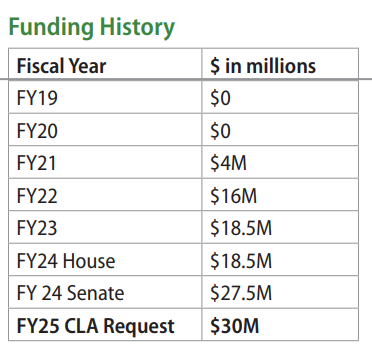 Funding History
Fiscal Year $ in millions
FY19 $0
FY20 $0
FY21 $4M
FY22 $16M
FY23 $18.5M
FY24 House $18.5M
FY 24 Senate $27.5M
FY25 CLA Request $30M